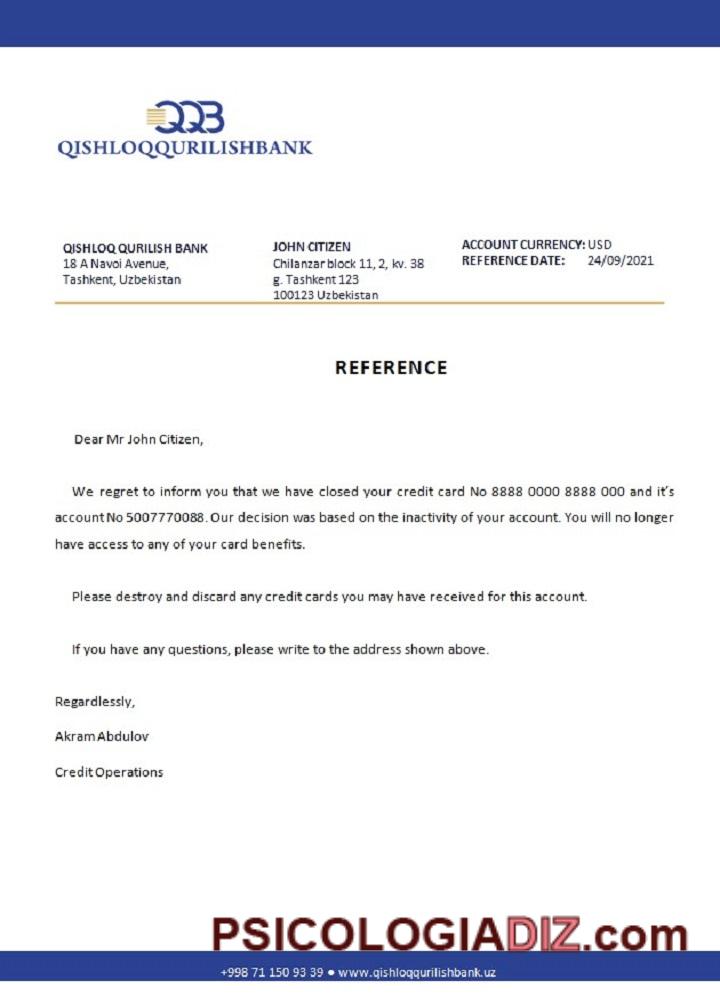 QQB
QISHLOQQURILISHBANK
QISHLOQ QURILISH BANK
18 A Navoi Avenue,
Tashkent, Uzbekistan
JOHN CITIZEN
Chilanzar block 11, 2, kv. 38
g. Tashkent 123
100123 Uzbekistan
ACCOUNT CURRENCY: USD
REFERENCE DATE: 24/09/2021
REFERENCE
Dear Mr John Citizen,
We regret to inform you that we have closed your credit card No 8888 0000 8888 000 and it's
account No 5007770088. Our decision was based on the inactivity of your account. You will no longer
have access to any of your card benefits.
Please destroy and discard any credit cards you may have received for this account.
If you have any questions, please write to the address shown above.
Regardlessly,
Akram Abdulov
Credit Operations
PSICOLOGIADIZ.com
+998 71 150 93 39 ● www.qishloqqurilishbank.uz